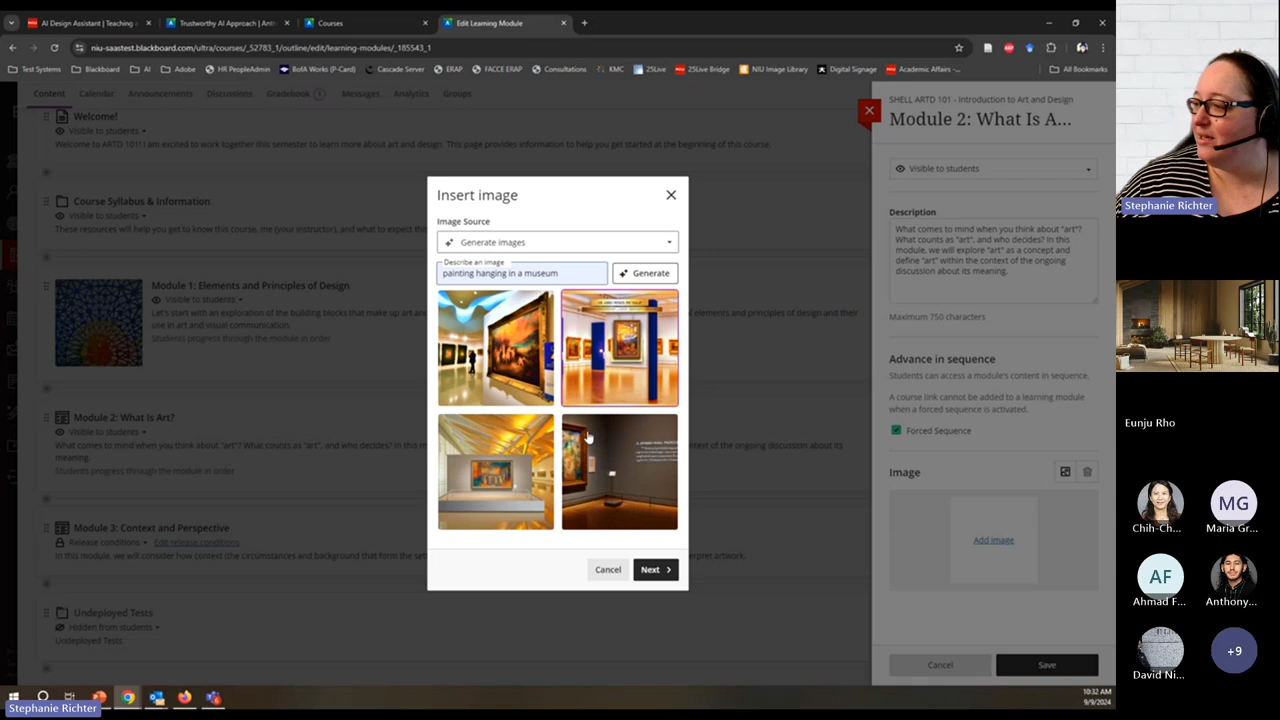 AI Design Assistant | Teaching a
Trustworthy AI Approach | Anth
Courses
Edit Learning Module
niu-saastest.blackboard.com/ultra/courses/_52783_1/outline/edit/learning-modules/_185543_1
Test Systems
Blackboard
AI
Adobe
HR PeopleAdmin
BofA Works (P-Card)
Cascade Server
ERAP
FACCE ERAP
Consultations
KMC
25Live
25Live Bridge
NIU Image Library
Digital Signage
Academic Affairs -...
All Bookmarks
Content
Calendar
Announcements
Discussions
Gradebook
1
Messages
Analytics
Groups
Welcome!
Visible to students
Welcome to ARTD 101! I am excited to work together this semester to learn more about art and design. This page provides information to help you get started at the beginning of this course.
Course Syllabus & Information
Visible to students
These resources will help you get to know this course, me (your instructor), and what to expect thi
Module 1: Elements and Principles of Design
Visible to students
Let's start with an exploration of the building blocks that make up art an
elements and principles of design and their
use in art and visual communication.
Students progress through the module in order
Module 2: What Is Art?
Visible to students
What comes to mind when you think about "art"? What counts as "art", and who decides? In this m
ntext of the ongoing discussion about its
meaning.
Students progress through the module in order
Module 3: Context and Perspective
Release conditions
Edit release conditions
In this module, we will consider how context (the circumstances and background that form the set
erpret artwork.
Undeployed Tests
Hidden from students
Undeployed Tests
Insert image
Image Source
Generate images
Describe an image
painting hanging in a museum
Generate
Cancel
Next
SHELL ARTD 101 - Introduction to Art and Design
Module 2: What Is A...
Visible to students
Description
What comes to mind when you think about "art"?
What counts as "art", and who decides? In this
module, we will explore "art" as a concept and
define "art" within the context of the ongoing
discussion about its meaning.
Maximum 750 characters
Advance in sequence
Students can access a module's content in sequence.
A course link cannot be added to a learning module
when a forced sequence is activated.
Forced Sequence
Image
Add image
Cancel
Save
10:32 AM
9/9/2024
Stephanie Richter
Stephanie Richter
Eunju Rho
Chih-Ch...
MG
Maria Gr...
AF
Ahmad F...
Anthony...
David Ni...
+9